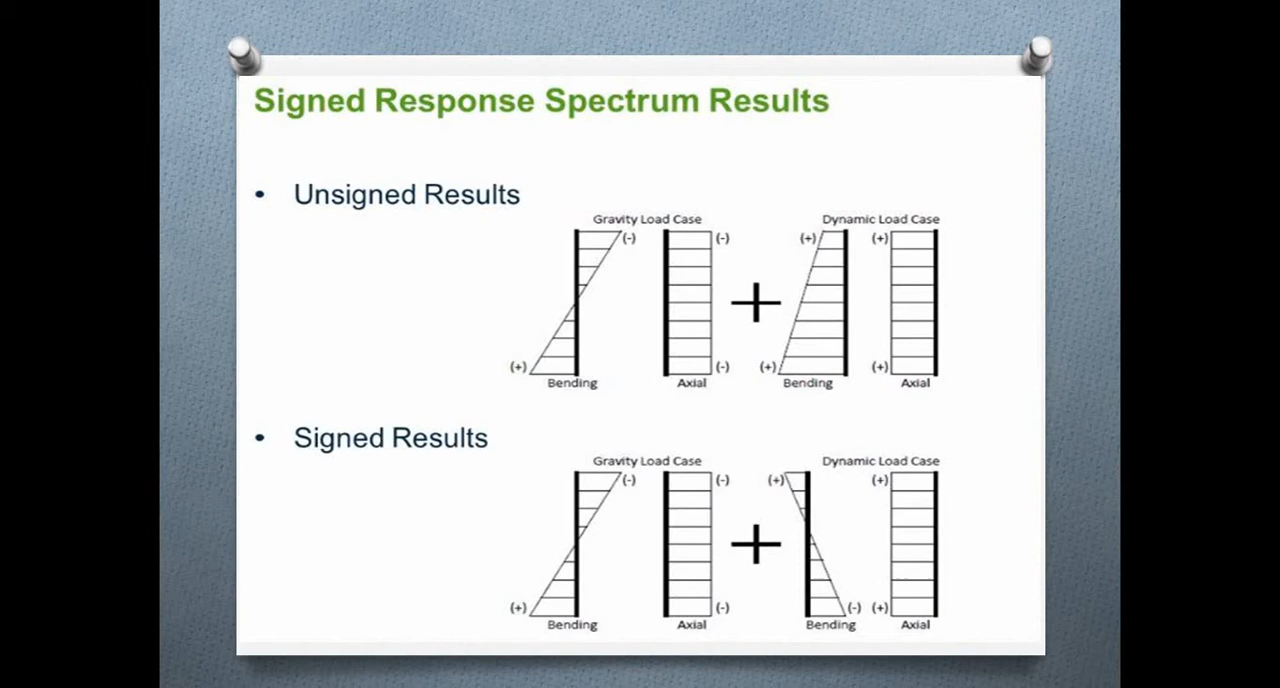 Signed Response Spectrum Results
• Unsigned Results
Gravity Load Case Dynamic Load Case
(-) (-) (+) (+)
(+) (-) (+) (+)
Bending Axial Bending Axial
• Signed Results
Gravity Load Case Dynamic Load Case
(-) (-) (+) (+)
(+) (-) (-) (+)
Bending Axial Bending Axial